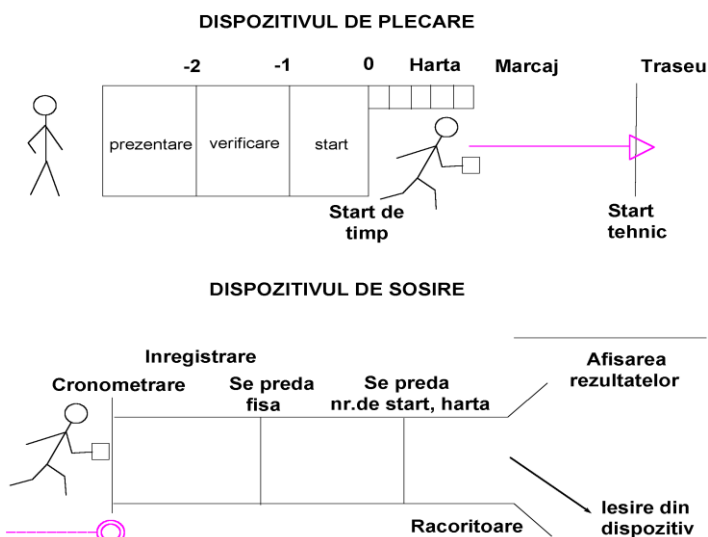 DISPOZITIVUL DE PLECARE
-2 -1 0 Harta Marcaj Traseu
prezentare verificare start
Start de
timp
Start
tehnic
DISPOZITIVUL DE SOSIRE
Inregistrare
Cronometrare
Se preda
fisa
Se preda
nr.de start, harta
Afisarea
rezultatelor
Racoritoare
Iesire din
dispozitiv